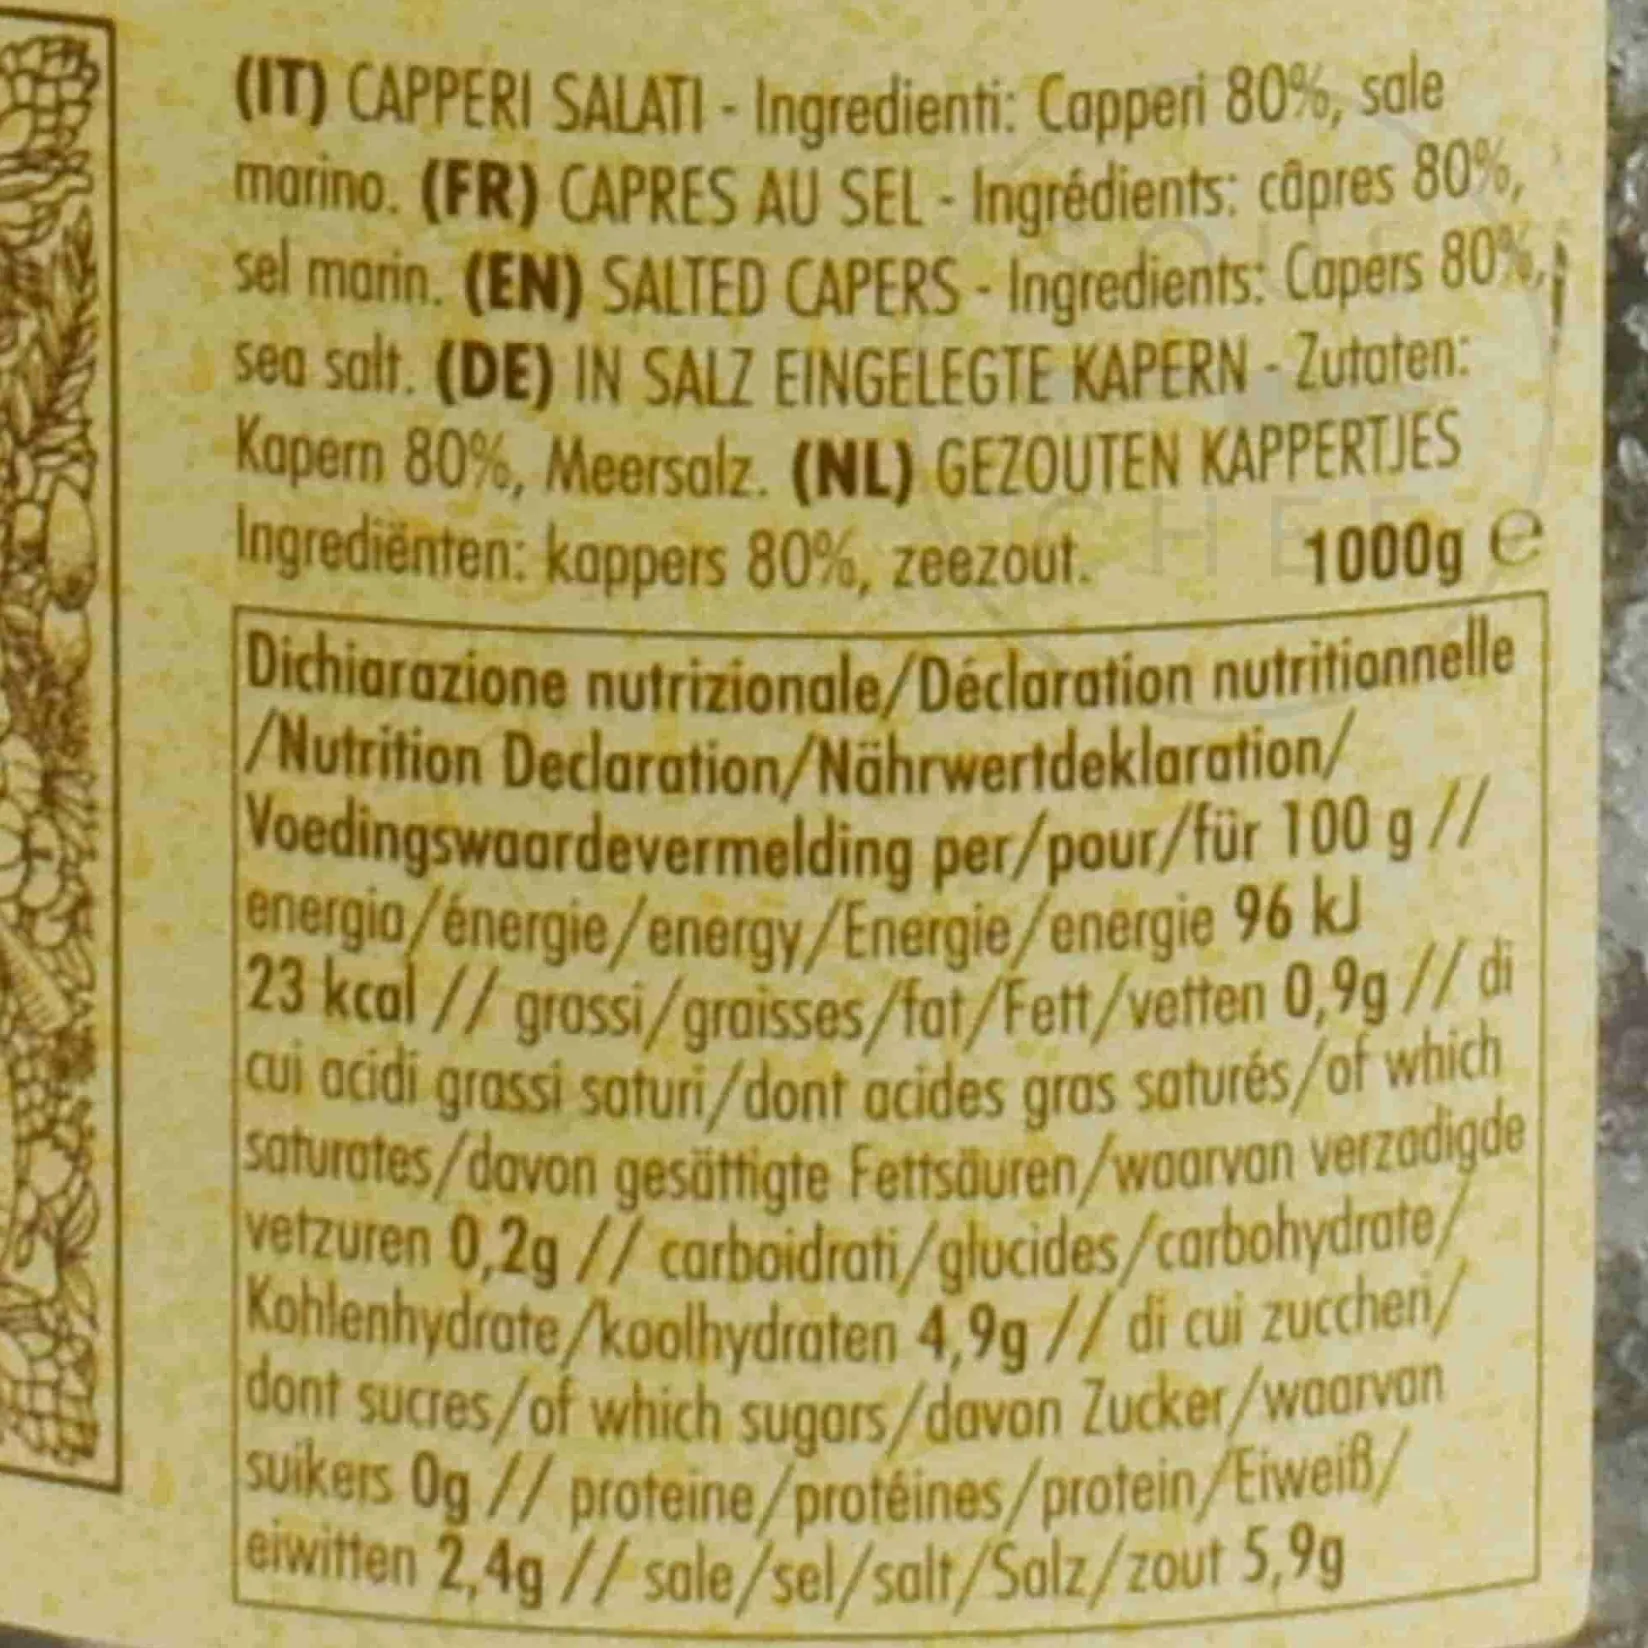 (IT) CAPPERI SALATI - Ingredienti: Capperi 80%, sale
marino. (FR) CAPRES AU SEL - Ingrédients: câpres 80%,
sel marin. (EN) SALTED CAPERS - Ingredients: Capers 80%,
sea salt. (DE) IN SALZ EINGELEGTE KAPERN - Zutaten:
Kapern 80%, Meersalz. (NL) GEZOUTEN KAPPERTJES
Ingrediënten: kappers 80%, zeezout. 1000g ℮
Dichiarazione nutrizionale/Déclaration nutritionnelle
/Nutrition Declaration/Nährwertdeklaration/
Voedingswaardevermelding per/pour/für 100 g //
energia/énergie/energy/Energie/energie 96 kJ
23 kcal // grassi/graisses/fat/Fett/vetten 0,9g // di
cui acidi grassi saturi/dont acides gras saturés/of which
saturates/davon gesättigte Fettsäuren/waarvan verzadigde
vetzuren 0,2g // carboidrati/glucides/carbohydrate/
Kohlenhydrate/koolhydraten 4,9g // di cui zuccheri/
dont sucres/of which sugars/davon Zucker/waarvan
suikers 0g // proteine/protéines/protein/Eiweiß/
eiwitten 2,4g // sale/sel/salt/Salz/zout 5,9g